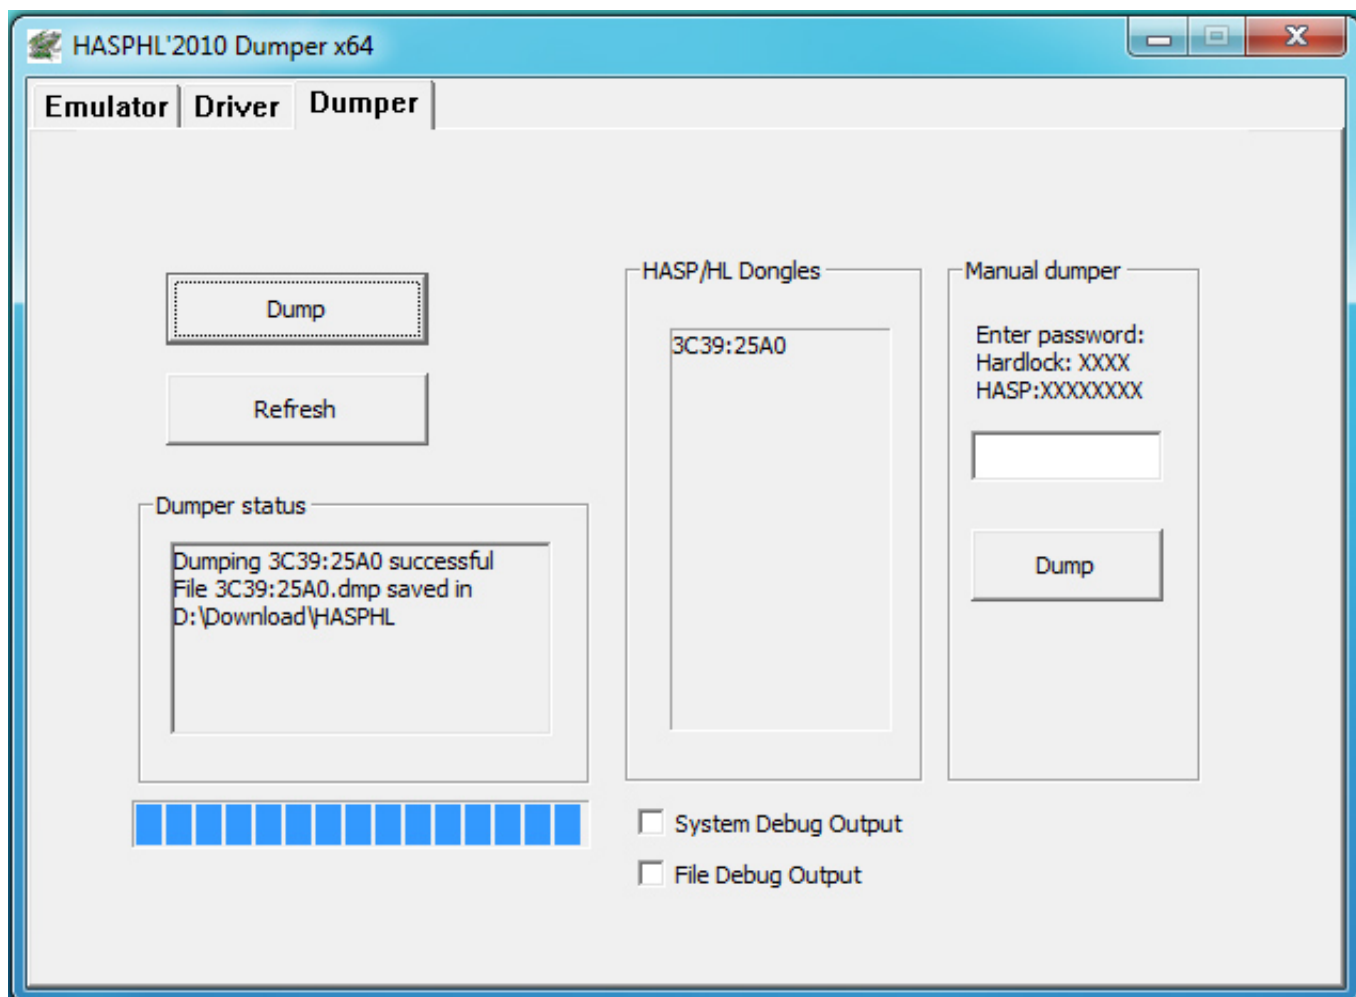 HASPHL'2010 Dumper x64
Emulator Driver Dumper
Dump
Refresh
Dumper status
Dumping 3C39:25A0 successful
File 3C39:25A0.dmp saved in
D:\Download\HASPHL
HASP/HL Dongles
3C39:25A0
Manual dumper
Enter password:
Hardlock: XXXX
HASP:XXXXXXXX
Dump
System Debug Output
File Debug Output